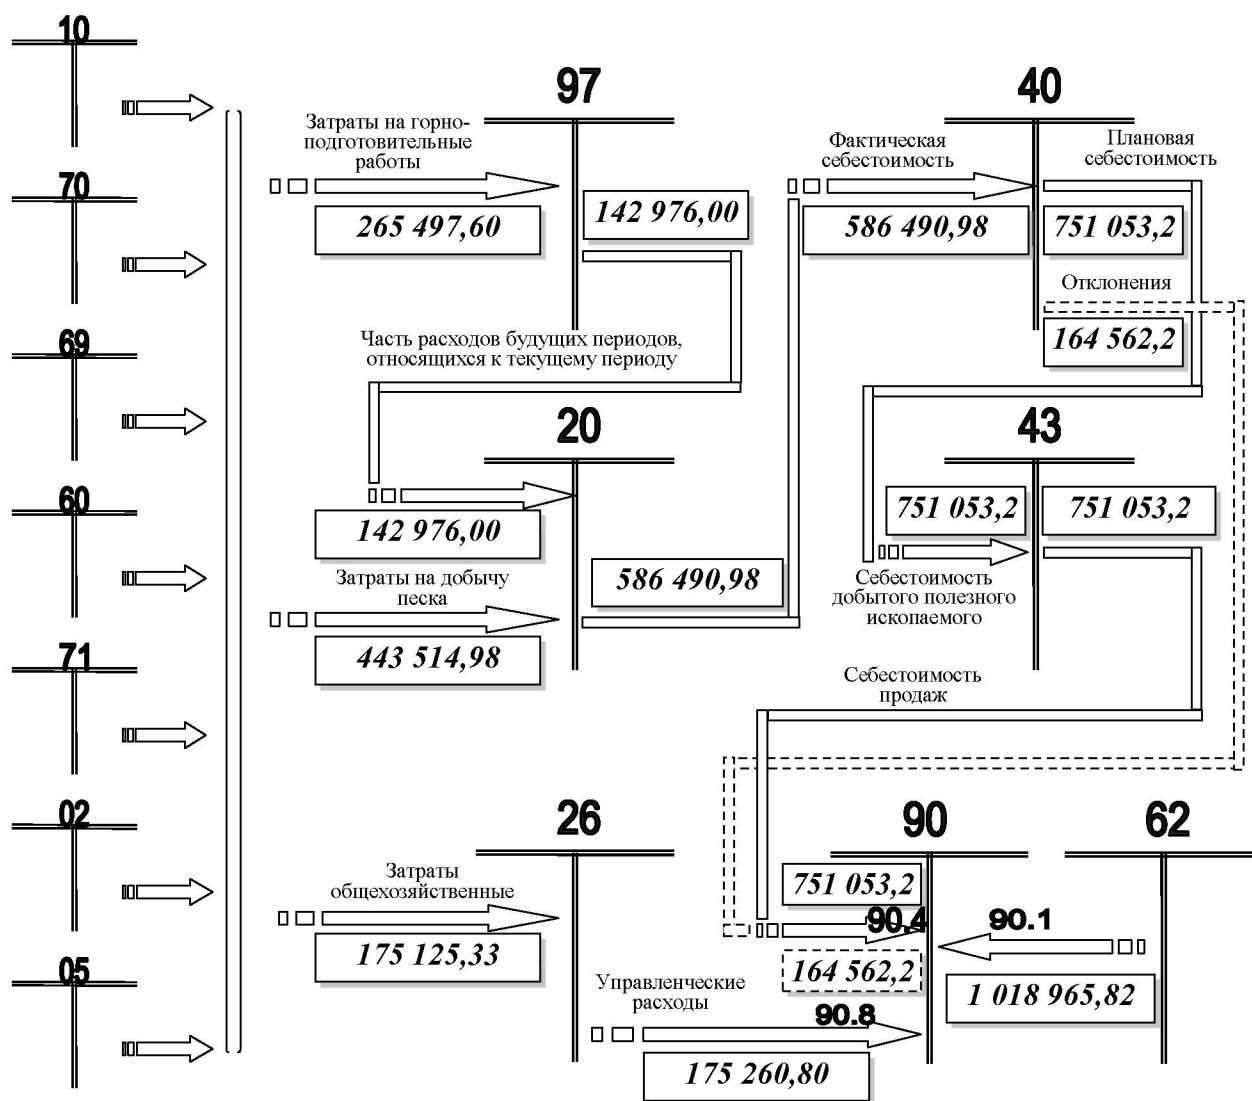 10
70
69
60
71
02
05
97
Затраты на горно-
подготовительные
работы
265 497,60
142 976,00
Часть расходов будущих периодов,
относящихся к текущему периоду
20
142 976,00
Затраты на добычу
песка
443 514,98
586 490,98
40
Фактическая
себестоимость
586 490,98
Плановая
себестоимость
751 053,2
Отклонения
164 562,2
43
751 053,2
751 053,2
Себестоимость
добытого полезного
ископаемого
Себестоимость
продаж
26
Затраты
общехозяйственные
175 125,33
Управленческие
расходы
90.8
175 260,80
90
751 053,2
90.4
164 562,2
62
90.1
1 018 965,82